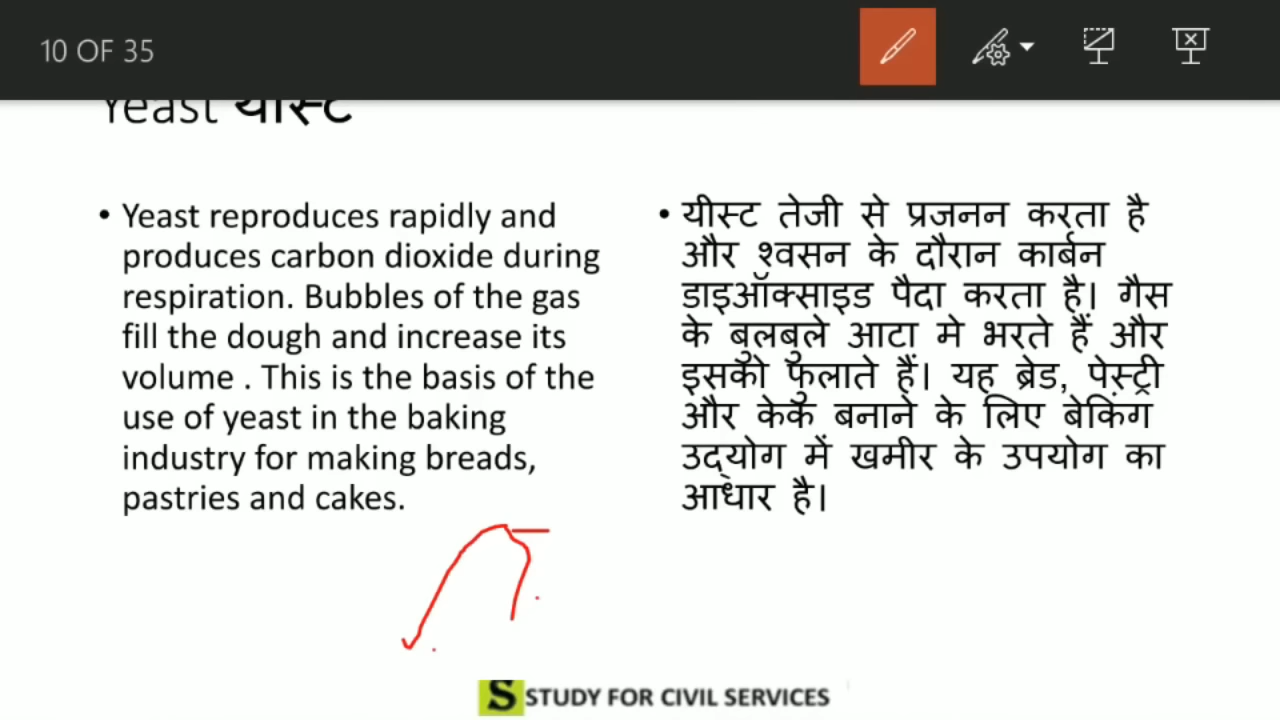 10 OF 35
Yeast यीस्ट
• Yeast reproduces rapidly and
produces carbon dioxide during
respiration. Bubbles of the gas
fill the dough and increase its
volume . This is the basis of the
use of yeast in the baking
industry for making breads,
pastries and cakes.
• यीस्ट तेजी से प्रजनन करता है
और श्वसन के दौरान कार्बन
डाइऑक्साइड पैदा करता है। गैस
के बुलबुले आटा मे भरते हैं और
इसको फुलाते हैं। यह ब्रेड, पेस्ट्री
और केक बनाने के लिए बेकिंग
उद्योग में खमीर के उपयोग का
आधार है।
S STUDY FOR CIVIL SERVICES